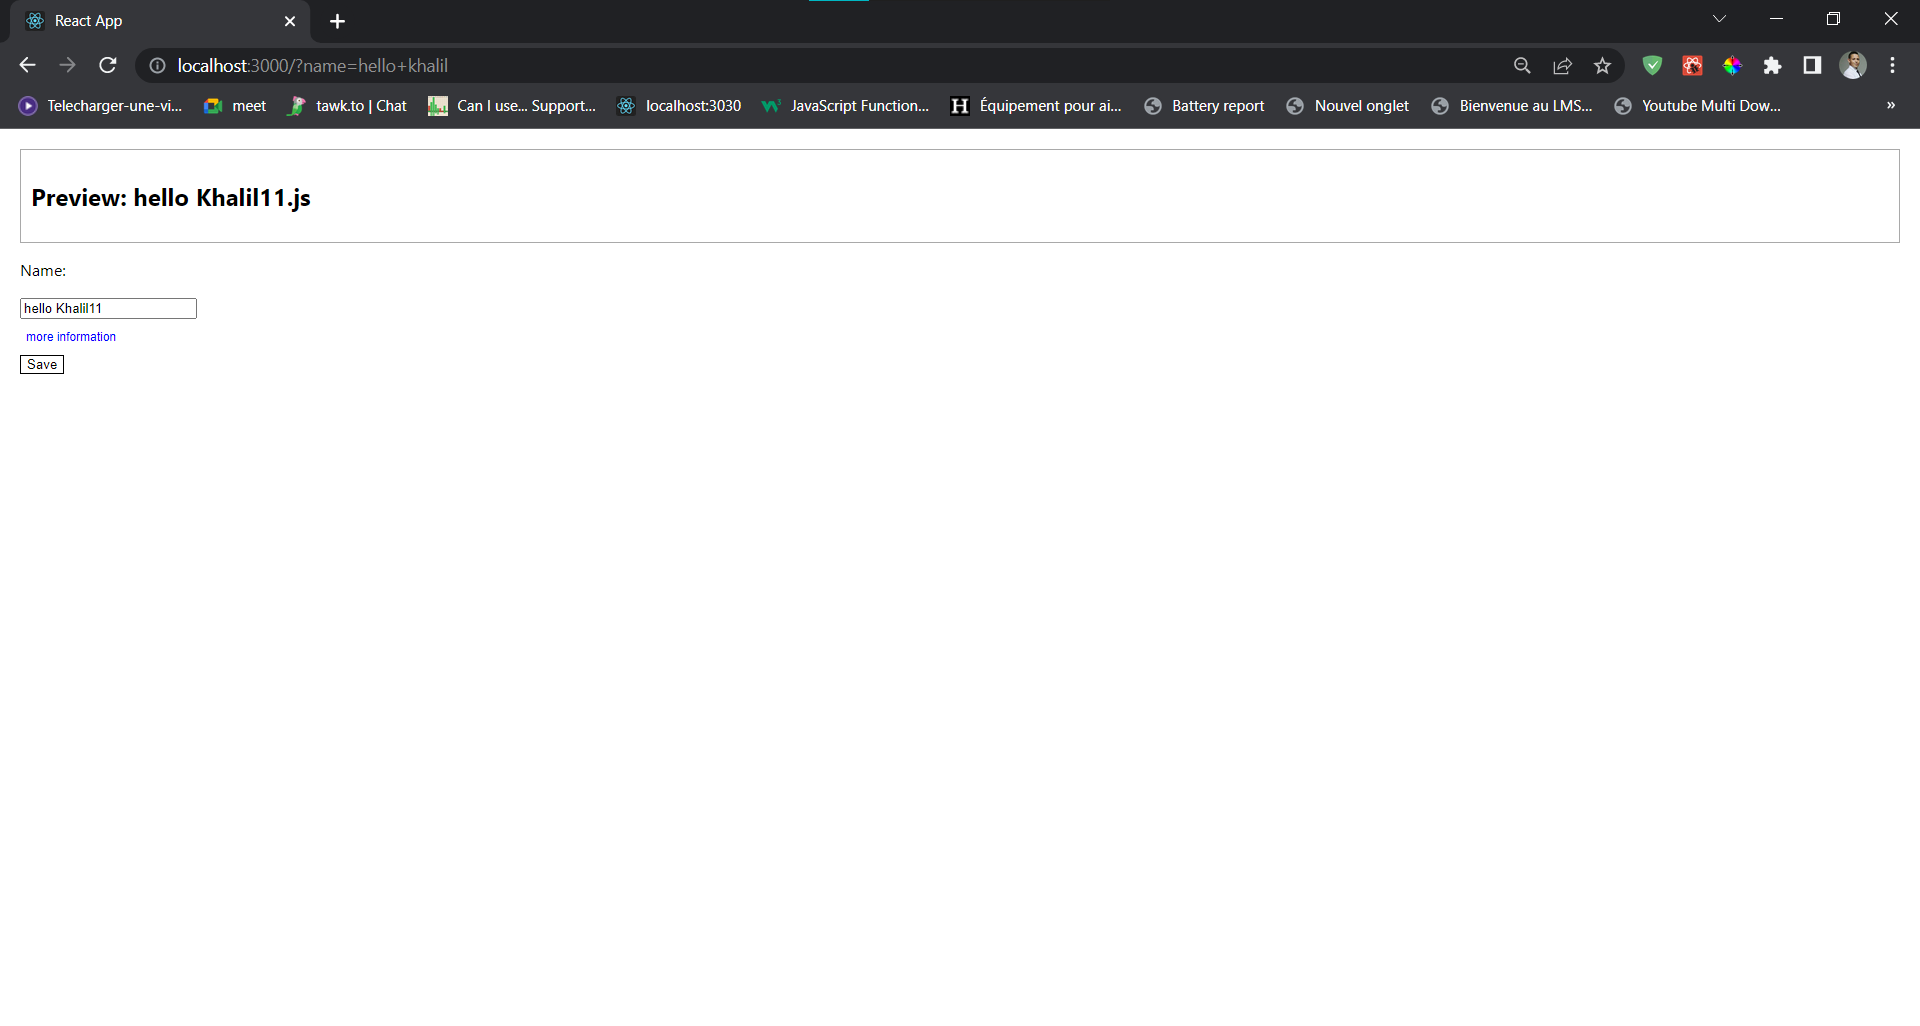 React App
localhost:3000/?name=hello+khalil
Telecharger-une-vi... meet tawk.to | Chat Can I use... Support... localhost:3030 JavaScript Function... H Équipement pour ai... Battery report Nouvel onglet Bienvenue au LMS... Youtube Multi Dow... »
Preview: hello Khalil11.js
Name:
hello Khalil11
more information
Save